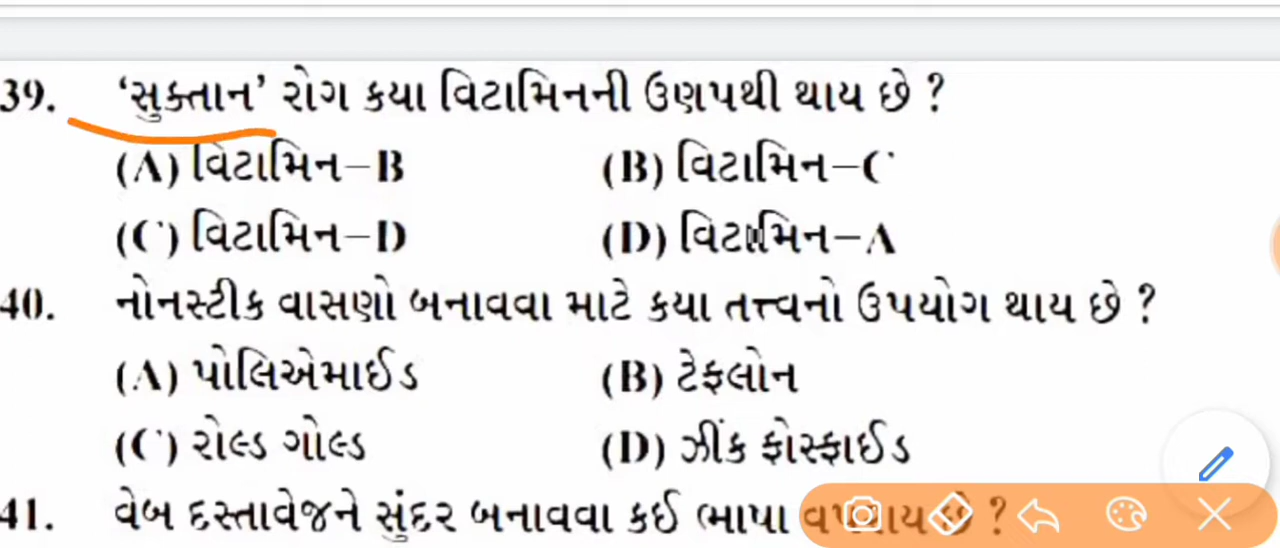 39. ‘સુક્તાન’ રોગ કયા વિટામિનની ઉણપથી થાય છે ?
(A) વિટામિન–B (B) વિટામિન–C
(C) વિટામિન–D (D) વિટામિન–A
40. નોનસ્ટીક વાસણો બનાવવા માટે કયા તત્ત્વનો ઉપયોગ થાય છે ?
(A) પોલિએમાઈડ (B) ટેફલોન
(C) રોલ્ડ ગોલ્ડ (D) ઝીંક ફોસ્ફાઈડ
41. વેબ દસ્તાવેજને સુંદર બનાવવા કઈ ભાષા છે ?